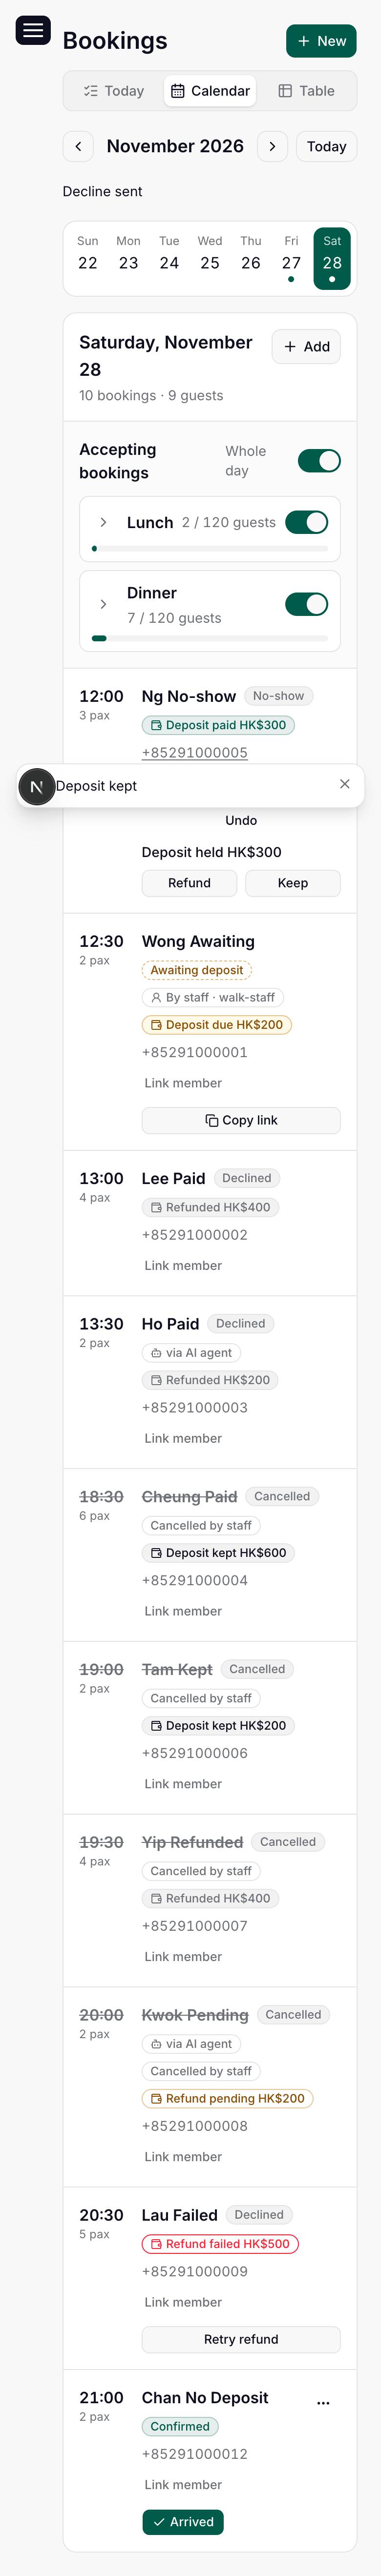 Bookings
New
Today
Calendar
Table
November 2026
Today
Decline sent
Sun Mon Tue Wed Thu Fri Sat
22 23 24 25 26 27 28
Saturday, November
28
Add
10 bookings · 9 guests
Accepting
bookings
Whole
day
Lunch 2 / 120 guests
Dinner
7 / 120 guests
12:00 Ng No-show No-show
3 pax
Deposit paid HK$300
+85291000005
N
Deposit kept
Undo
Deposit held HK$300
Refund Keep
12:30 Wong Awaiting
2 pax
Awaiting deposit
By staff · walk-staff
Deposit due HK$200
+85291000001
Link member
Copy link
13:00 Lee Paid Declined
4 pax
Refunded HK$400
+85291000002
Link member
13:30 Ho Paid Declined
2 pax
via AI agent
Refunded HK$200
+85291000003
Link member
18:30 Cheung Paid Cancelled
6 pax
Cancelled by staff
Deposit kept HK$600
+85291000004
Link member
19:00 Tam Kept Cancelled
2 pax
Cancelled by staff
Deposit kept HK$200
+85291000006
Link member
19:30 Yip Refunded Cancelled
4 pax
Cancelled by staff
Refunded HK$400
+85291000007
Link member
20:00 Kwok Pending Cancelled
2 pax
via AI agent
Cancelled by staff
Refund pending HK$200
+85291000008
Link member
20:30 Lau Failed Declined
5 pax
Refund failed HK$500
+85291000009
Link member
Retry refund
21:00 Chan No Deposit ...
2 pax
Confirmed
+85291000012
Link member
Arrived